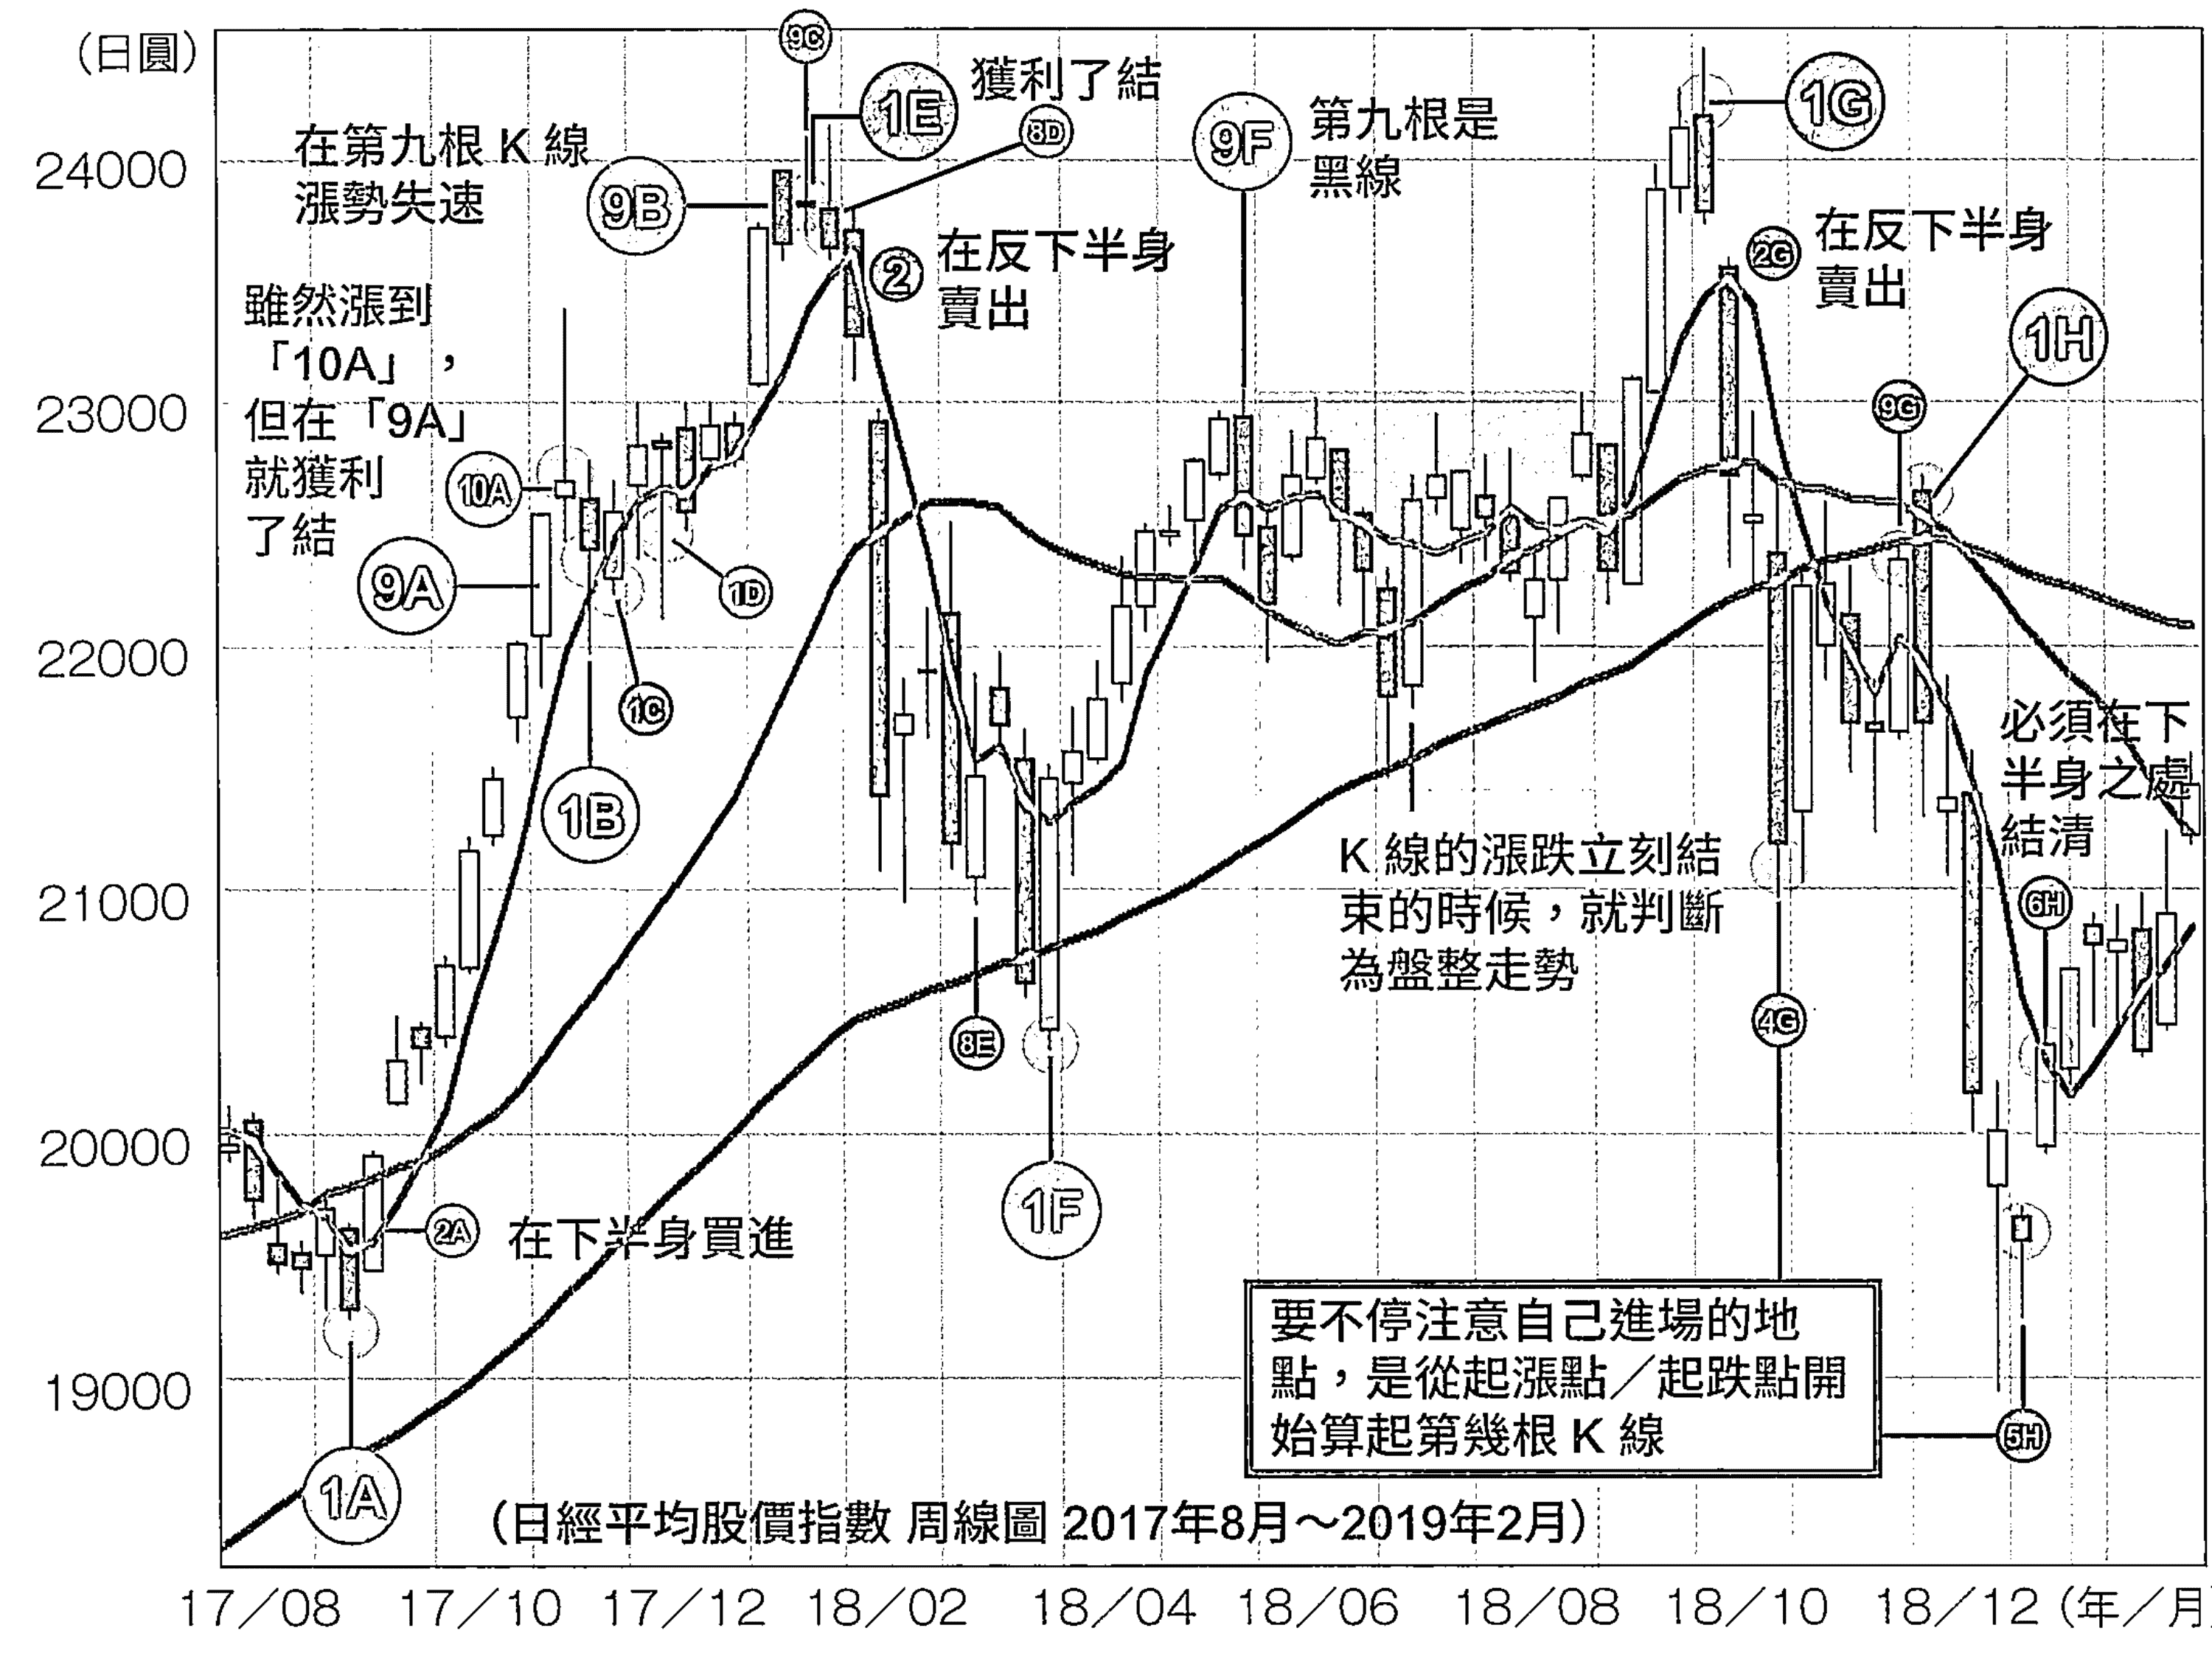 （日圓）
24000
23000
22000
21000
20000
19000
在第九根 K 線
漲勢失速
9B
9C
1E
獲利了結
8D
2
在反下半身
賣出
雖然漲到
「10A」，
但在「9A」
就獲利
了結
10A
9A
1B
1C
1D
9F
第九根是
黑線
1G
2G
在反下半身
賣出
1H
9G
必須在下
半身之處
結清
6H
K 線的漲跌立刻結
束的時候，就判斷
為盤整走勢
8E
4G
1F
2A
在下半身買進
要不停注意自己進場的地
點，是從起漲點／起跌點開
始算起第幾根 K 線
5H
1A
（日經平均股價指數 周線圖 2017年8月～2019年2月）
17／08 17／10 17／12 18／02 18／04 18／06 18／08 18／10 18／12（年／月